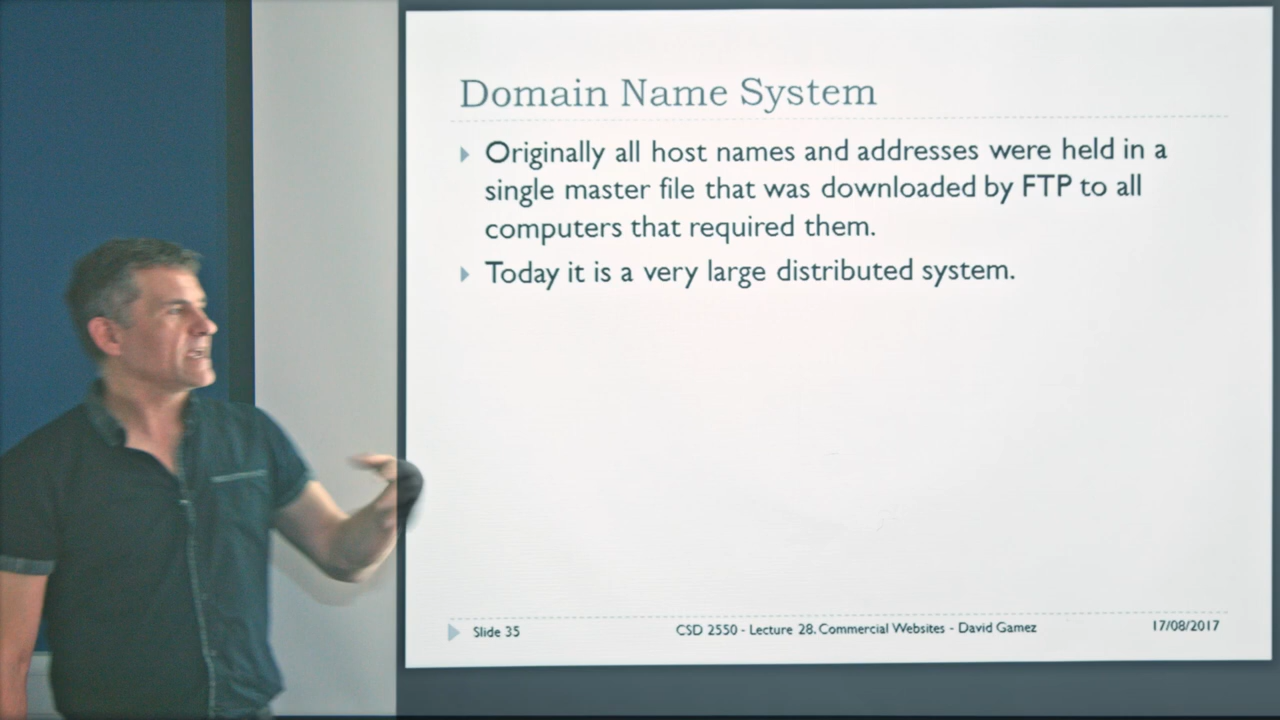 Domain Name System
Originally all host names and addresses were held in a
single master file that was downloaded by FTP to all
computers that required them.
Today it is a very large distributed system.
Slide 35
CSD 2550 - Lecture 28. Commercial Websites - David Gamez
17/08/2017